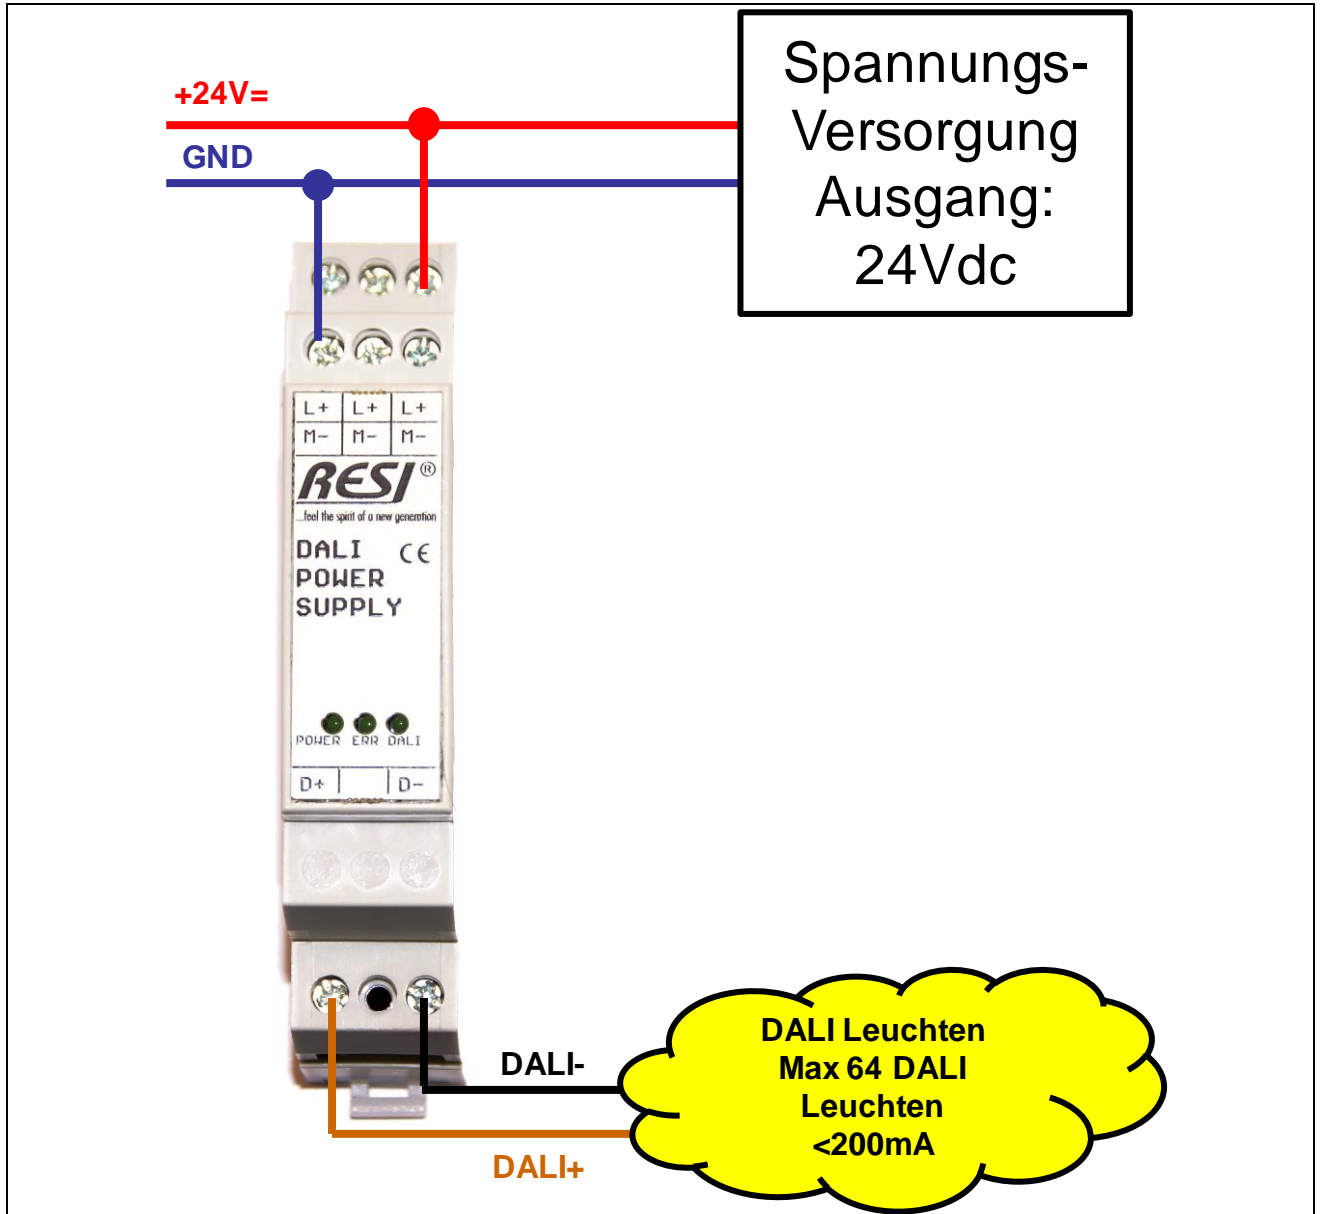 +24V=
GND
Spannungs-
Versorgung
Ausgang:
24Vdc
L+ L+ L+
M- M- M-
RESI®
...feel the spirit of a new generation
DALI CE
POWER
SUPPLY
POWER ERR DALI
D+ D-
DALI-
DALI+
DALI Leuchten
Max 64 DALI
Leuchten
<200mA